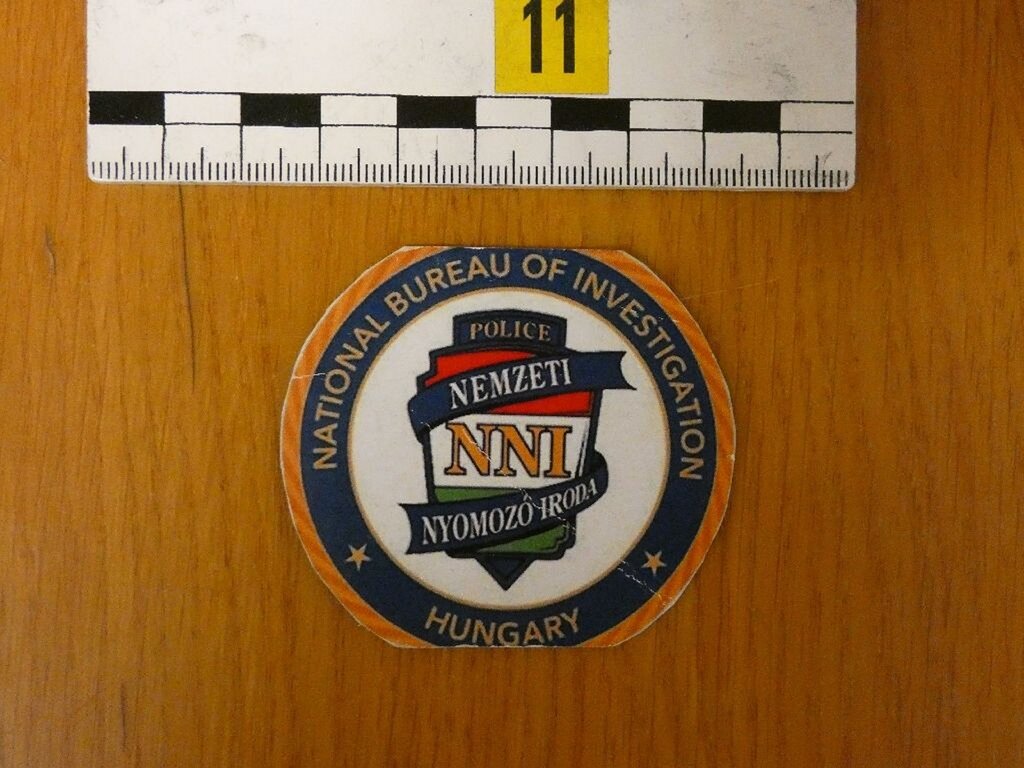 11
NATIONAL BUREAU OF INVESTIGATION
POLICE
NEMZETI
NNI
NYOMOZÓ IRODA
HUNGARY